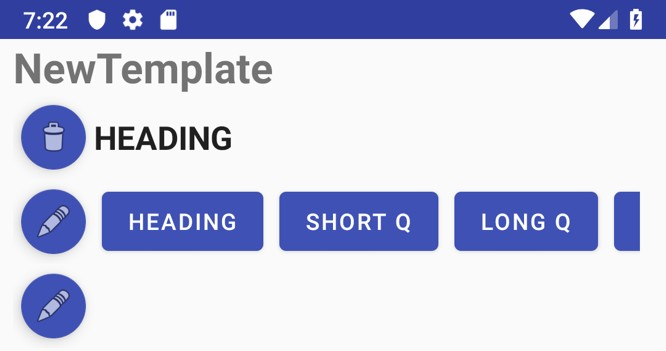 7:22
NewTemplate
HEADING
HEADING SHORT Q LONG Q